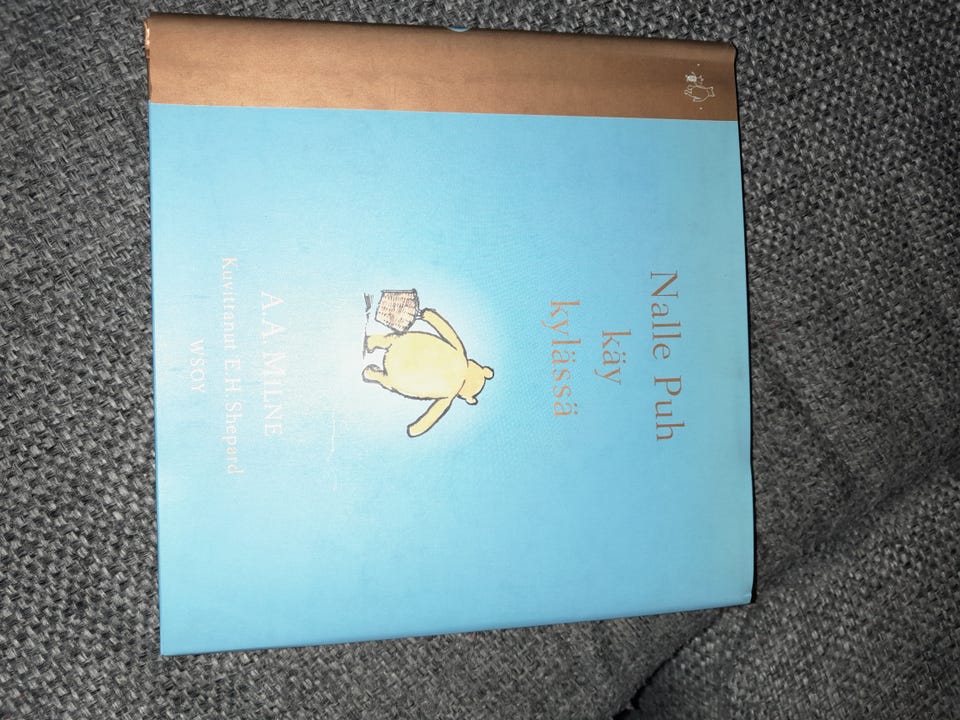 Nalle Puh
käy
kylässä
A. A. MILNE
Kuvittanut E. H. Shepard
WSOY